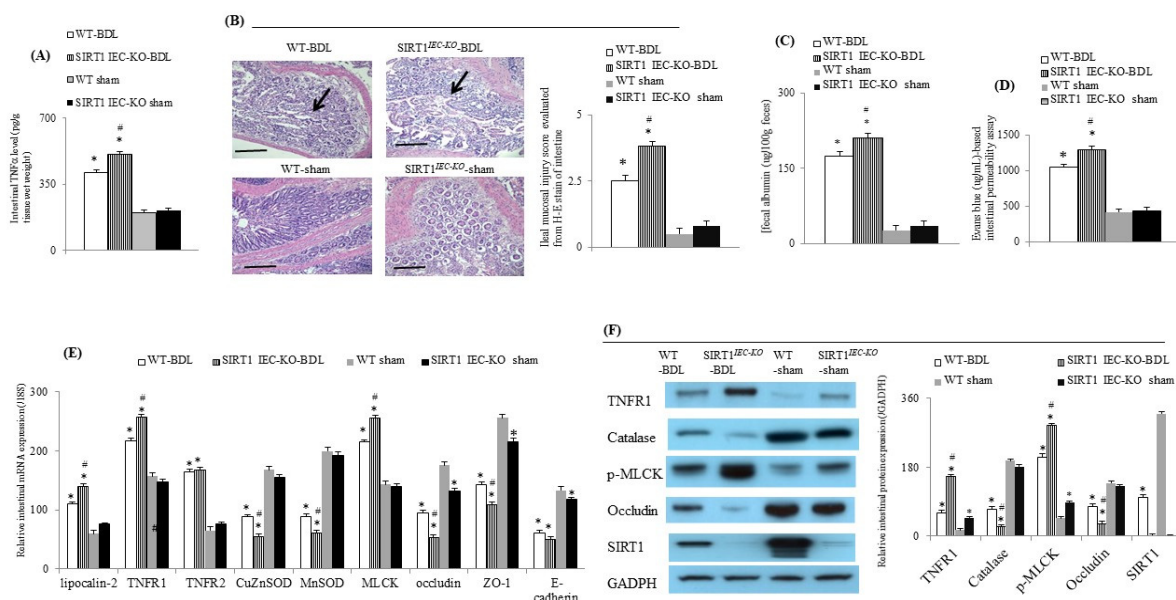 (A)
WT-BDL
SIRT1 IEC-KO-BDL
WT sham
SIRT1 IEC-KO sham
Intestinal TNFα level (pg/g
tissue wet weight)
700
350
0
*
#
*
(B)
WT-BDL
SIRT1IEC-KO-BDL
WT-sham
SIRT1IEC-KO-sham
WT-BDL
SIRT1 IEC-KO-BDL
WT sham
SIRT1 IEC-KO sham
Ileal mucosal injury score evaluated
from H-E stain of intestine
5
2.5
0
*
#
*
(C)
WT-BDL
SIRT1 IEC-KO-BDL
WT sham
SIRT1 IEC-KO sham
[fecal albumin (ug/100g feces)
300
150
0
*
#
*
(D)
WT-BDL
SIRT1 IEC-KO-BDL
WT sham
SIRT1 IEC-KO sham
Evans blue (ug/mL)-based
intestinal permeability assay
1500
1000
500
0
*
#
*
(E)
WT-BDL
SIRT1 IEC-KO-BDL
WT sham
SIRT1 IEC-KO sham
Relative intestinal mRNA expression(/18S)
300
200
100
0
lipocalin-2
TNFR1
TNFR2
CuZnSOD
MnSOD
MLCK
occludin
ZO-1
E-
cadherin
(F)
WT
-BDL
SIRT1IEC-KO
-BDL
WT
-sham
SIRT1IEC-KO
-sham
TNFR1
Catalase
p-MLCK
Occludin
SIRT1
GADPH
WT-BDL
SIRT1 IEC-KO-BDL
WT sham
SIRT1 IEC-KO sham
Relative intestinal protein expression(/GADPH)
360
180
0
TNFR1
Catalase
p-MLCK
Occludin
SIRT1